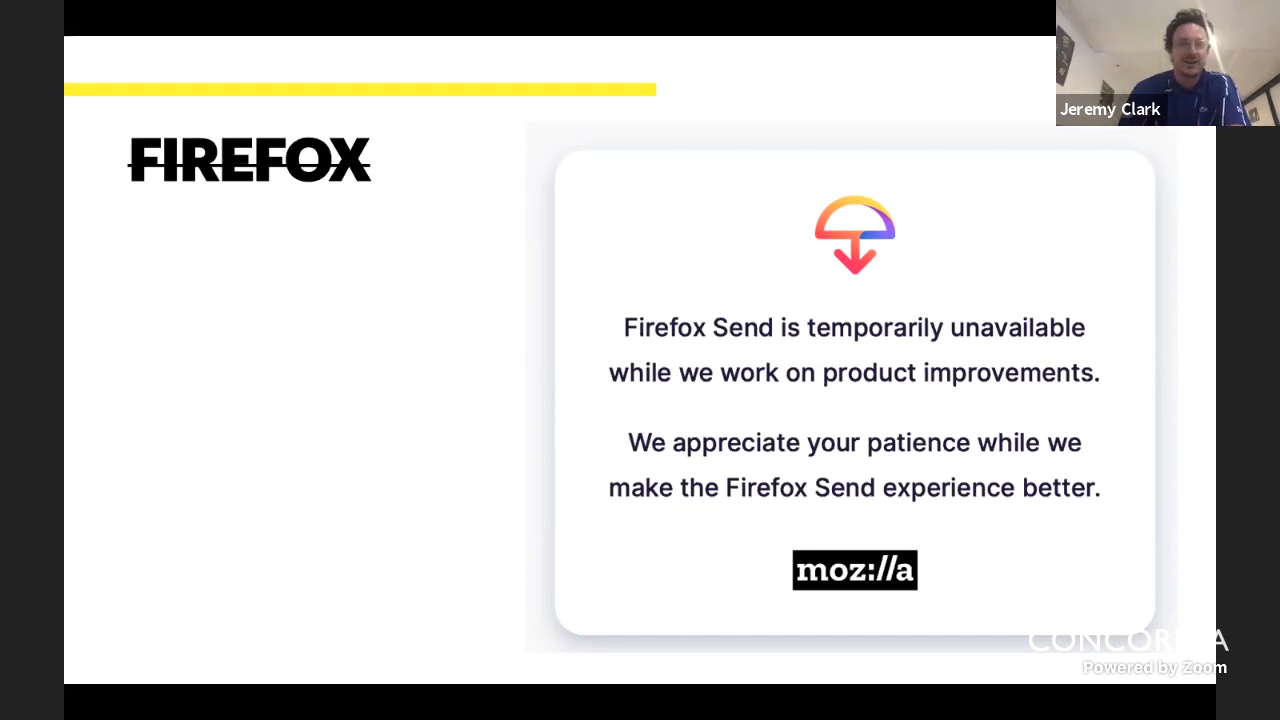 Jeremy Clark
FIREFOX
Firefox Send is temporarily unavailable
while we work on product improvements.
We appreciate your patience while we
make the Firefox Send experience better.
moz://a
CONCORDIA
Powered by Zoom